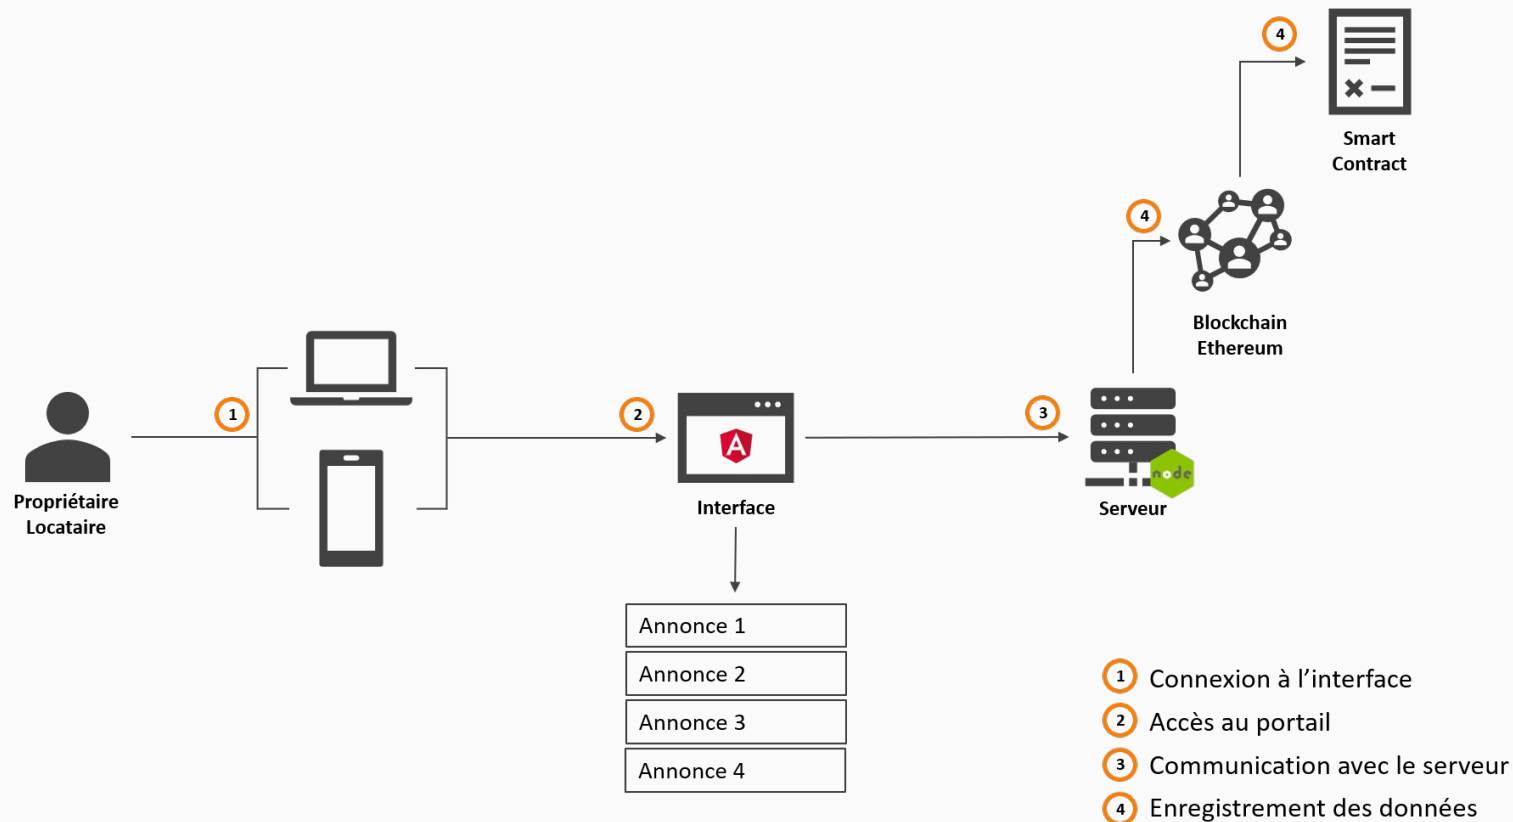 4
Smart
Contract
4
Blockchain
Ethereum
1
2
3
A
node
Propriétaire
Locataire
Interface
Serveur
Annonce 1
Annonce 2
Annonce 3
Annonce 4
1 Connexion à l’interface
2 Accès au portail
3 Communication avec le serveur
4 Enregistrement des données